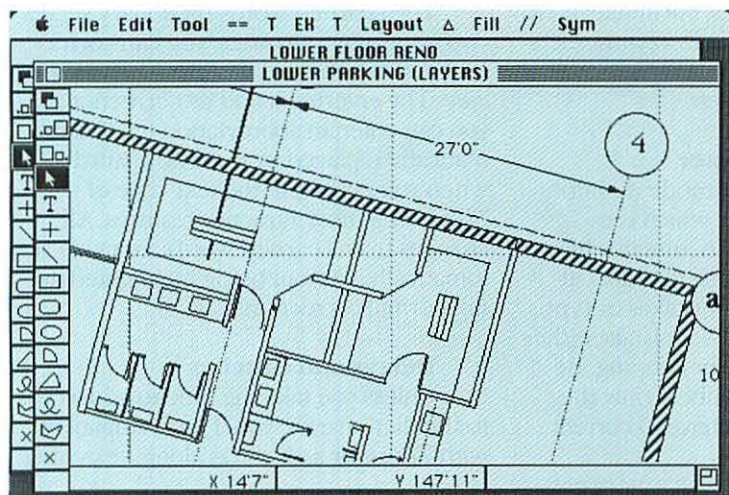 File Edit Tool == T EX T Layout △ Fill // Sym
LOWER FLOOR RENO
LOWER PARKING (LAYERS)
27'0"
4
T
T
a
10
X 14'7"
Y 147'11"